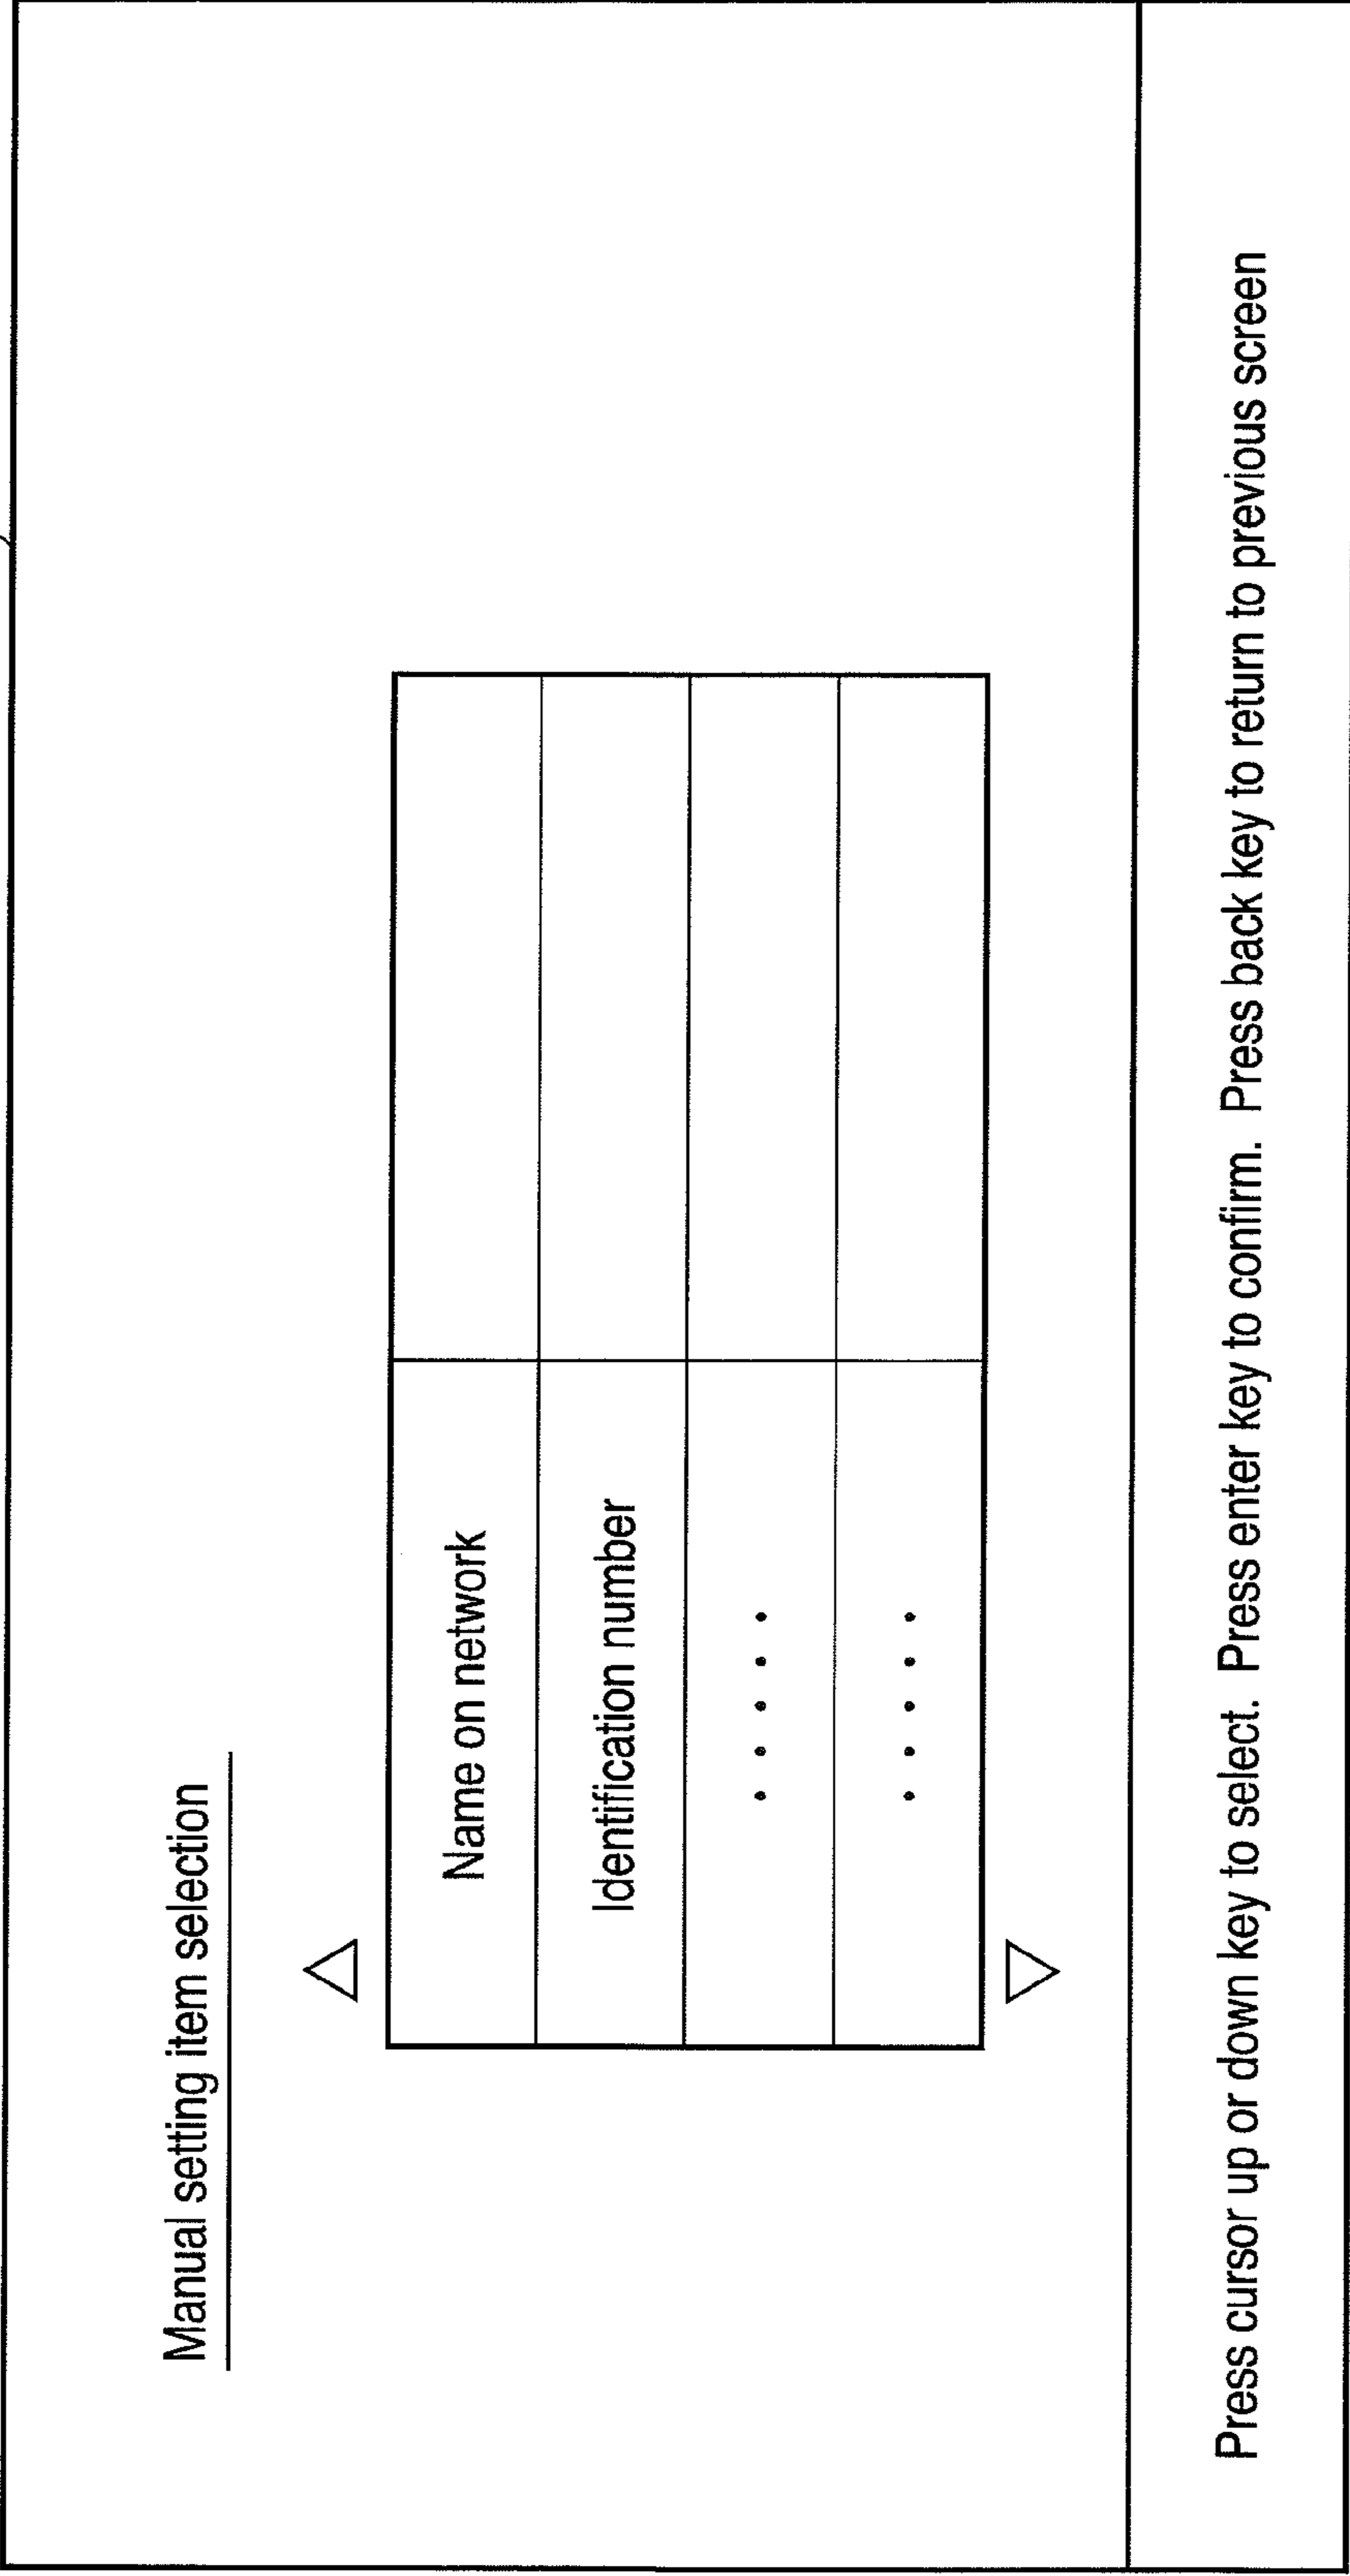 Manual setting item selection
Name on network
Identification number
• • • • •
• • • • •
Press cursor up or down key to select. Press enter key to confirm. Press back key to return to previous screen